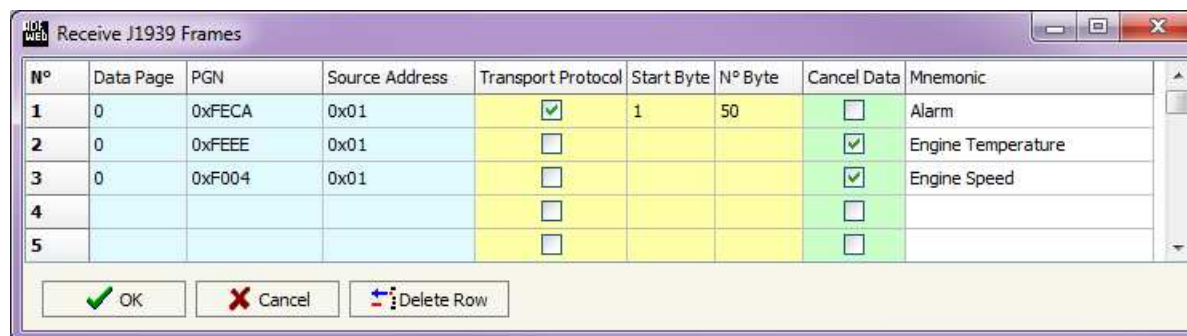 ADF WEB Receive J1939 Frames
N° Data Page PGN Source Address Transport Protocol Start Byte N° Byte Cancel Data Mnemonic
1 0 0xFECA 0x01 1 50 Alarm
2 0 0xFEEE 0x01 Engine Temperature
3 0 0xF004 0x01 Engine Speed
4
5
OK Cancel Delete Row